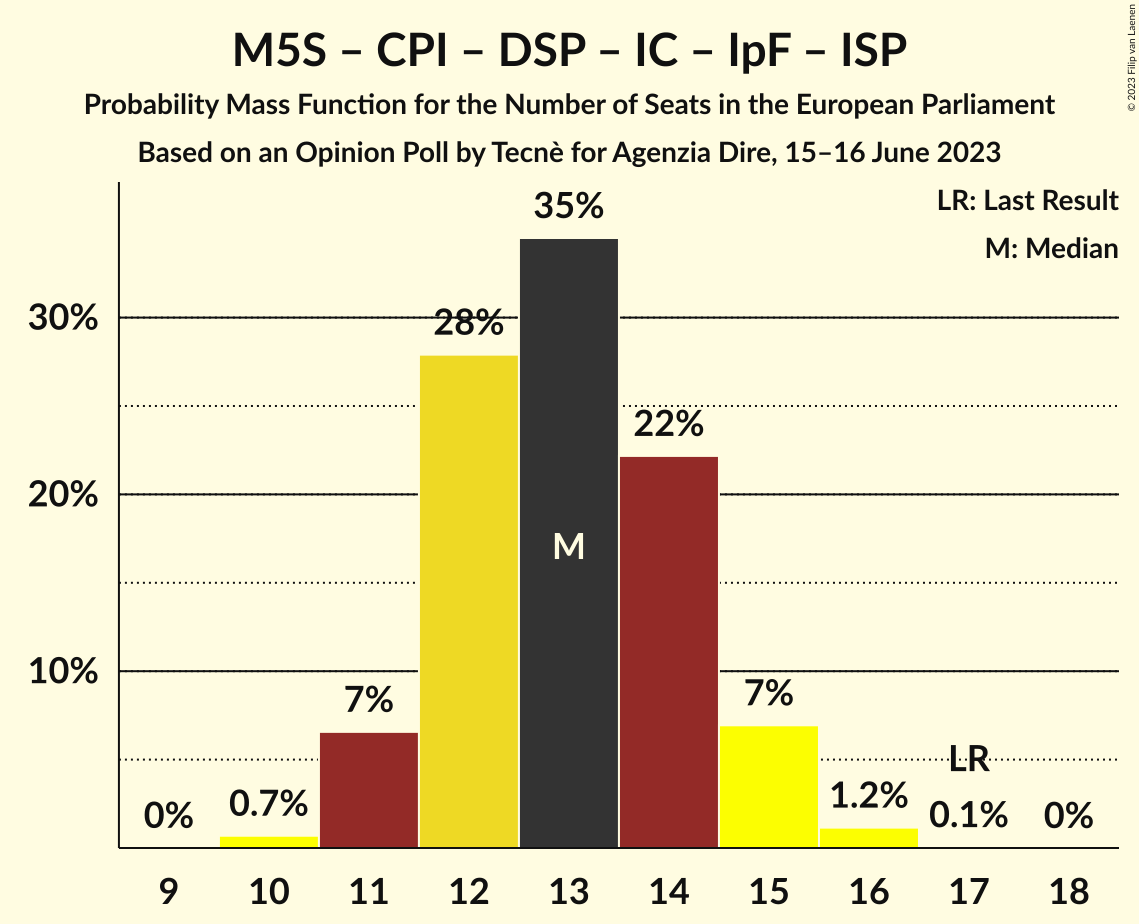 M5S – CPI – DSP – IC – IpF – ISP
Probability Mass Function for the Number of Seats in the European Parliament
Based on an Opinion Poll by Tecnè for Agenzia Dire, 15–16 June 2023
© 2023 Filip van Laenen
LR: Last Result
M: Median
35%
30%
28%
22%
20%
M
10%
7%
7%
LR
0%
0.7%
1.2%
0.1%
0%
9 10 11 12 13 14 15 16 17 18